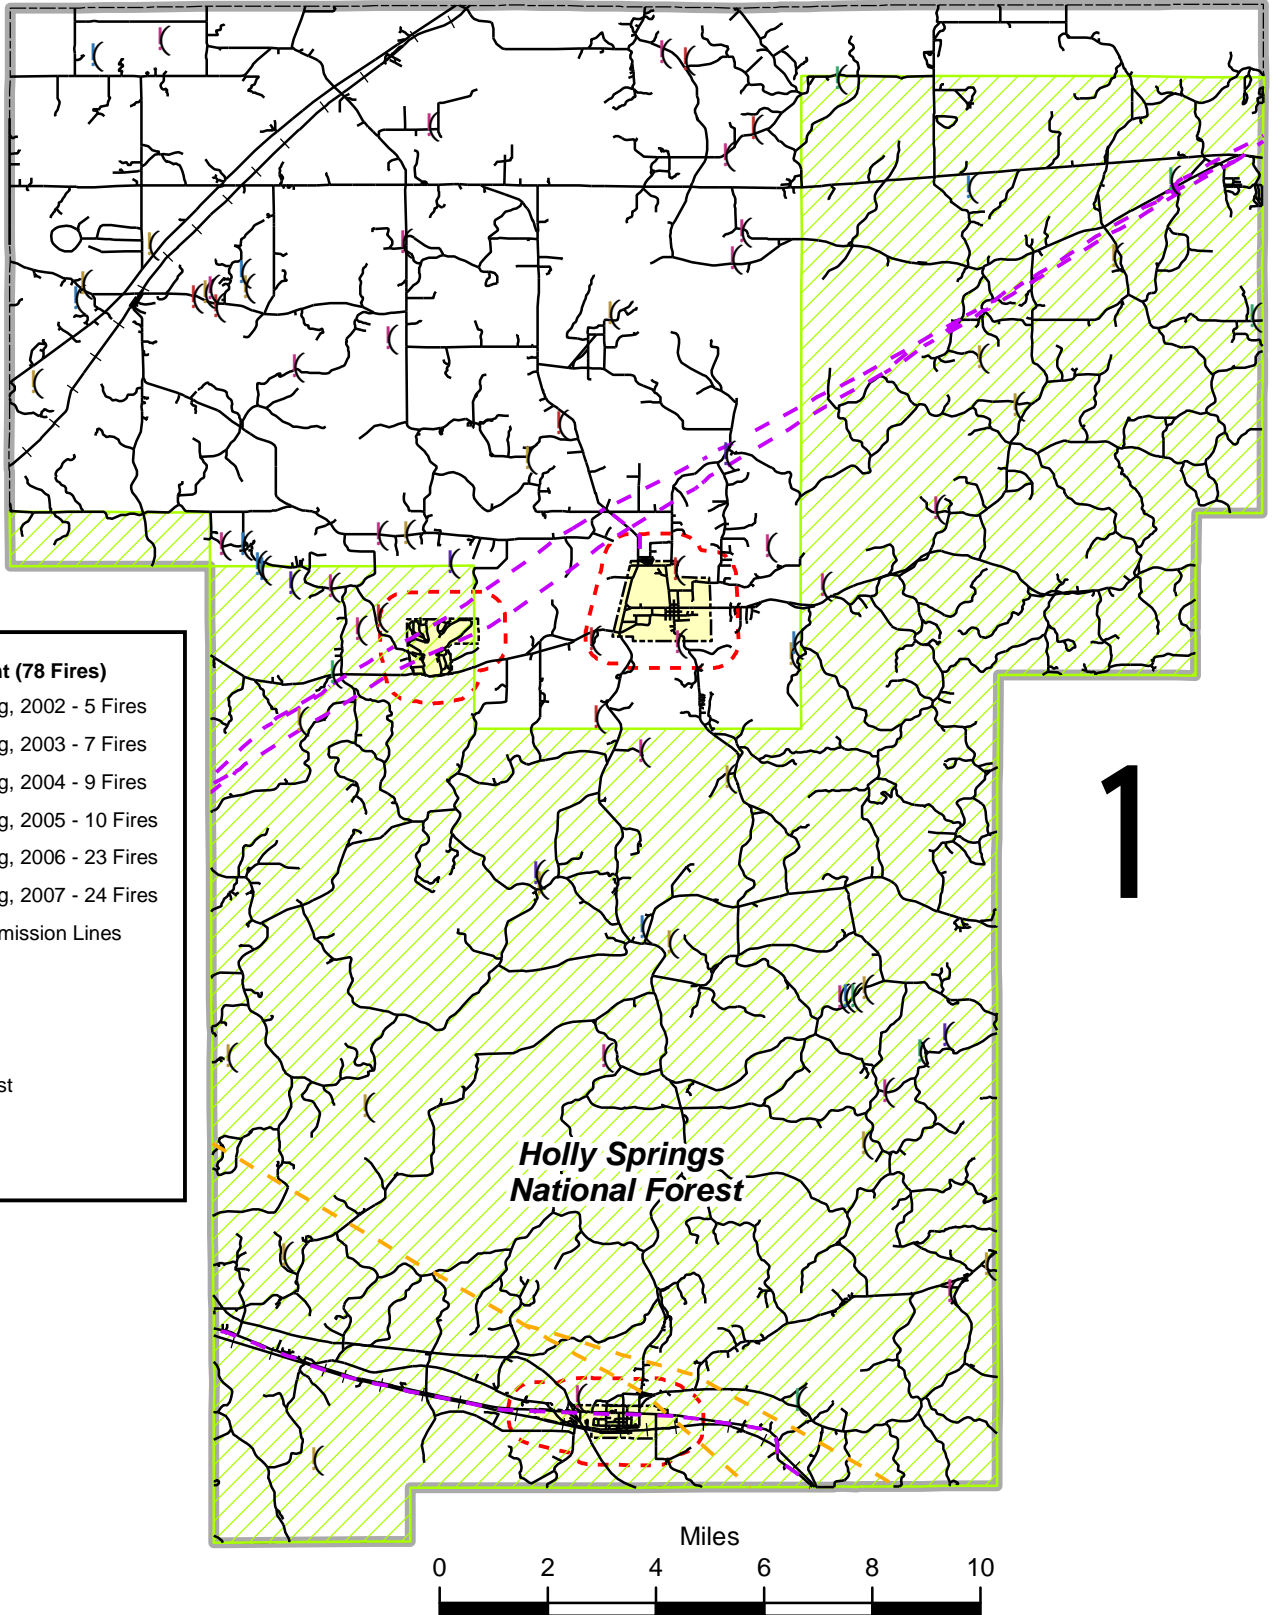 t (78 Fires)
g, 2002 - 5 Fires
g, 2003 - 7 Fires
g, 2004 - 9 Fires
g, 2005 - 10 Fires
g, 2006 - 23 Fires
g, 2007 - 24 Fires
mission Lines
st
1
Holly Springs
National Forest
Miles
0 2 4 6 8 10